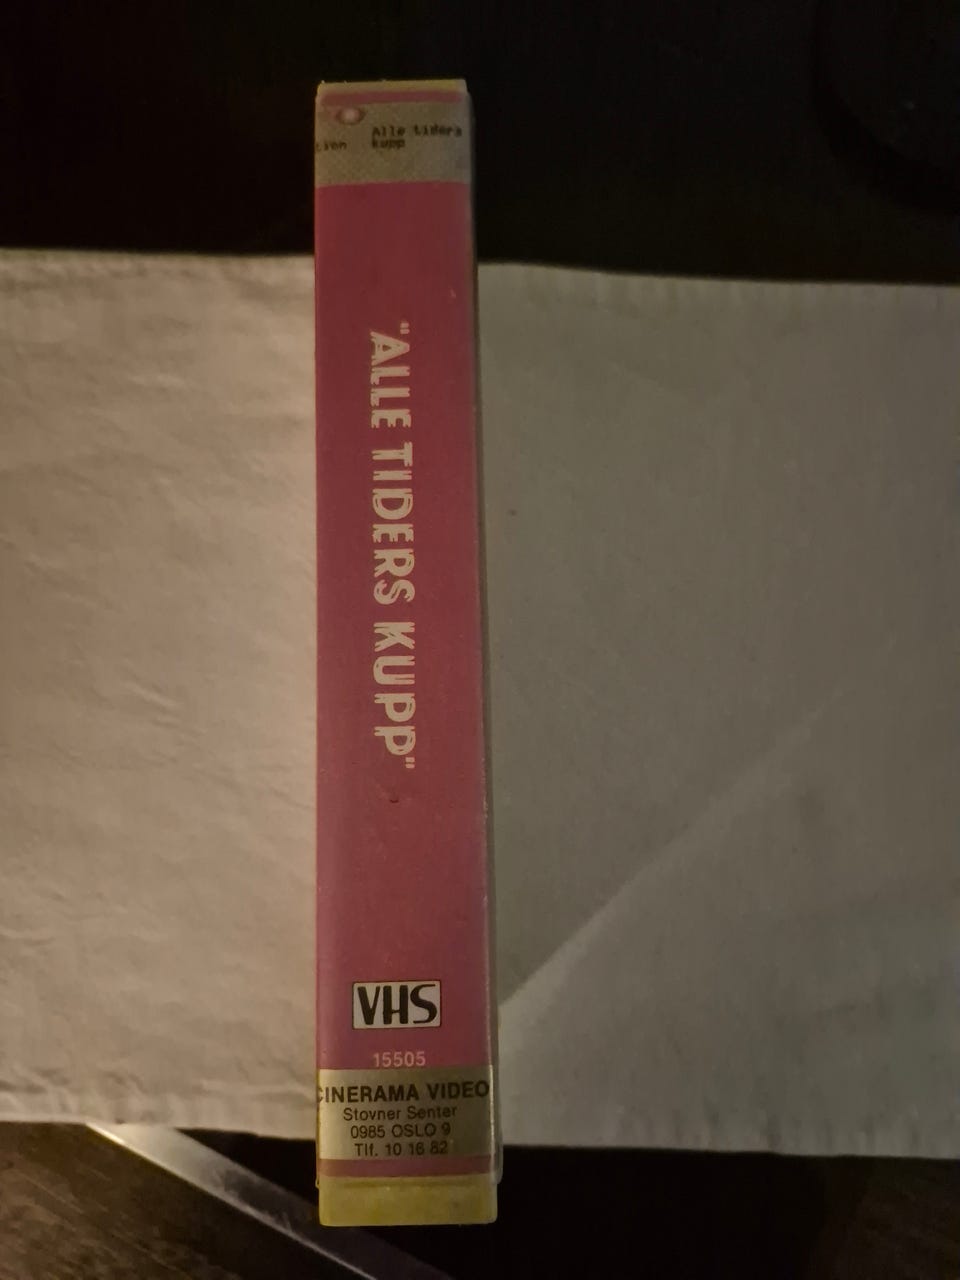 tion Alle tiders
kupp
"ALLE TIDERS KUPP"
VHS
15505
CINERAMA VIDEO
Stovner Senter
0985 OSLO 9
Tlf. 10 16 82